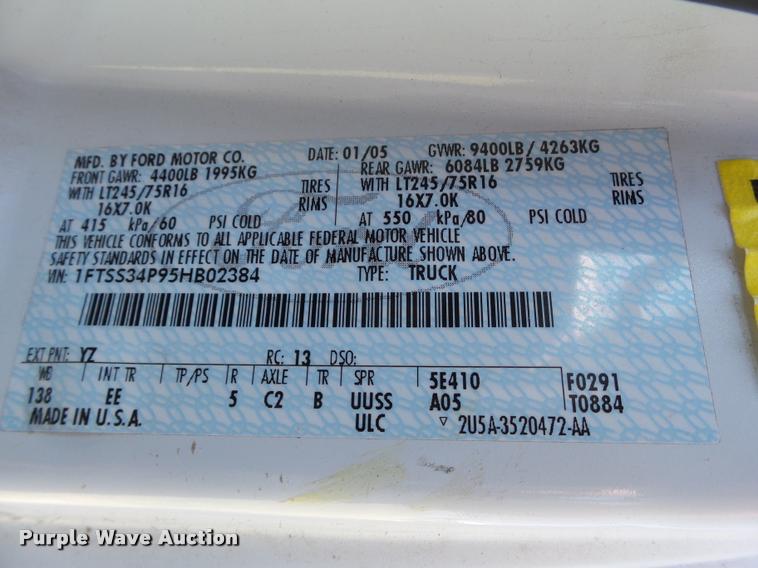 MFD. BY FORD MOTOR CO. DATE: 01/05 GVWR: 9400LB/ 4263KG
FRONT GAWR: 4400LB 1995KG REAR GAWR: 6084LB 2759KG
WITH LT245/75R16 TIRES WITH LT245/75R16 TIRES
16X7.0K RIMS 16X7.0K RIMS
AT 415 kPa/60 PSI COLD AT 550 kPa/80 PSI COLD
THIS VEHICLE CONFORMS TO ALL APPLICABLE FEDERAL MOTOR VEHICLE
SAFETY STANDARDS IN EFFECT ON THE DATE OF MANUFACTURE SHOWN ABOVE.
VIN: 1FTSS34P95HB02384 TYPE: TRUCK
EXT PNT: YZ RC: 13 DSO:
WB INT TR TP/PS R AXLE TR SPR 5E410 F0291
138 EE 5 C2 B UUSS A05 T0884
MADE IN U.S.A. ULC ▽ 2U5A-3520472-AA
Purple Wave Auction